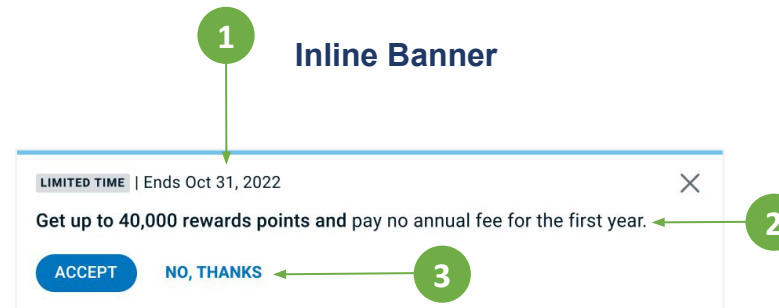 1
Inline Banner
LIMITED TIME | Ends Oct 31, 2022
Get up to 40,000 rewards points and pay no annual fee for the first year.
2
ACCEPT NO, THANKS 3